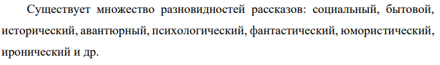 Существует множество разновидностей рассказов: социальный, бытовой,
исторический, авантюрный, психологический, фантастический, юмористический,
иронический и др.